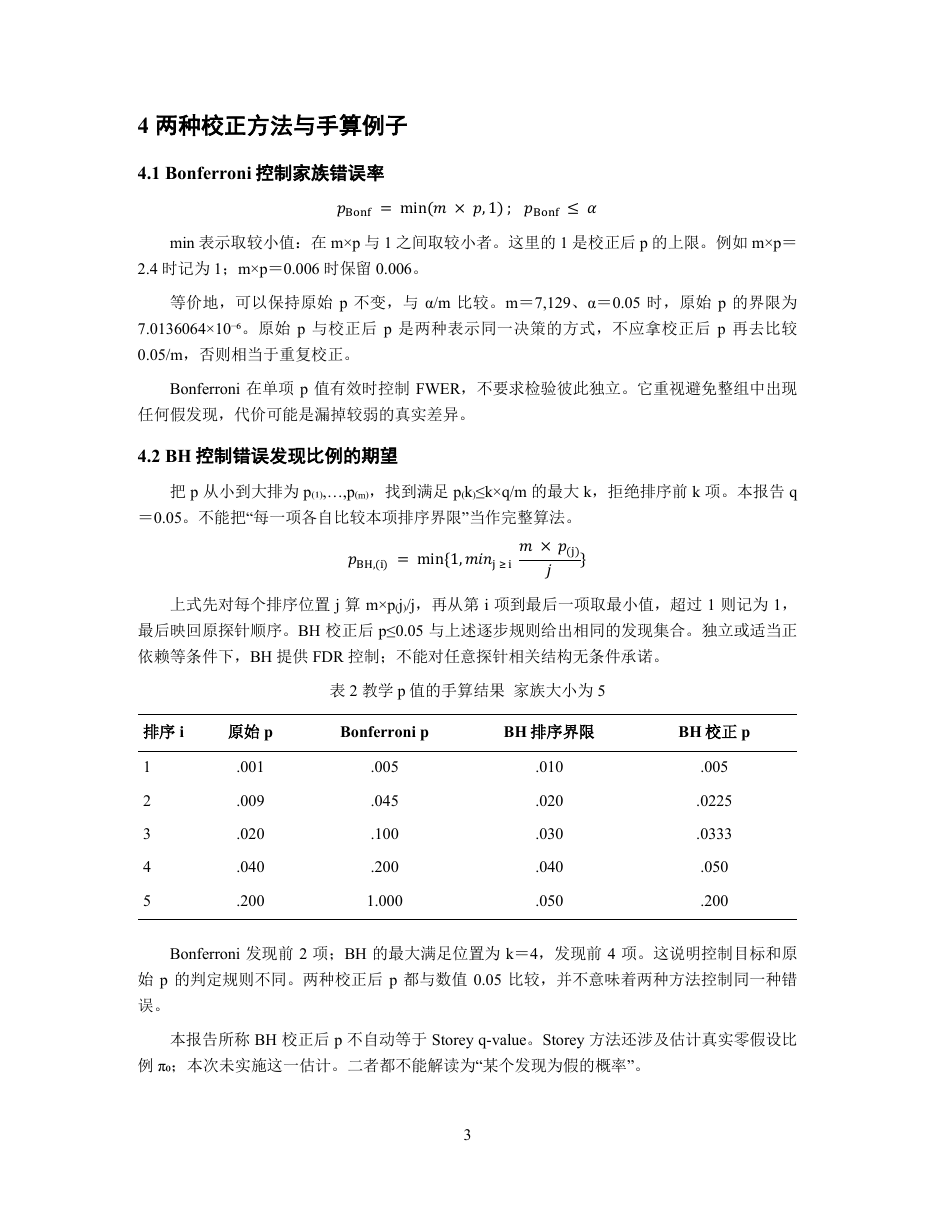 4 两种校正方法与手算例子
4.1 Bonferroni 控制家族错误率
p_Bonf = min(m × p, 1) ; p_Bonf ≤ α
min 表示取较小值：在 m×p 与 1 之间取较小者。这里的 1 是校正后 p 的上限。例如 m×p＝
2.4 时记为 1；m×p＝0.006 时保留 0.006。
等价地，可以保持原始 p 不变，与 α/m 比较。m＝7,129、α＝0.05 时，原始 p 的界限为
7.0136064×10⁻⁶。原始 p 与校正后 p 是两种表示同一决策的方式，不应拿校正后 p 再去比较
0.05/m，否则相当于重复校正。
Bonferroni 在单项 p 值有效时控制 FWER，不要求检验彼此独立。它重视避免整组中出现
任何假发现，代价可能是漏掉较弱的真实差异。
4.2 BH 控制错误发现比例的期望
把 p 从小到大排为 p₍₁₎,…,p₍ₘ₎，找到满足 p₍k₎≤k×q/m 的最大 k，拒绝排序前 k 项。本报告 q
＝0.05。不能把“每一项各自比较本项排序界限”当作完整算法。
p_BH,(i) = min{1, min_j ≥ i m × p_(j) / j}
上式先对每个排序位置 j 算 m×p₍j₎/j，再从第 i 项到最后一项取最小值，超过 1 则记为 1，
最后映回原探针顺序。BH 校正后 p≤0.05 与上述逐步规则给出相同的发现集合。独立或适当正
依赖等条件下，BH 提供 FDR 控制；不能对任意探针相关结构无条件承诺。
表 2 教学 p 值的手算结果 家族大小为 5
排序 i 原始 p Bonferroni p BH 排序界限 BH 校正 p
1 .001 .005 .010 .005
2 .009 .045 .020 .0225
3 .020 .100 .030 .0333
4 .040 .200 .040 .050
5 .200 1.000 .050 .200
Bonferroni 发现前 2 项；BH 的最大满足位置为 k＝4，发现前 4 项。这说明控制目标和原
始 p 的判定规则不同。两种校正后 p 都与数值 0.05 比较，并不意味着两种方法控制同一种错
误。
本报告所称 BH 校正后 p 不自动等于 Storey q-value。Storey 方法还涉及估计真实零假设比
例 π₀；本次未实施这一估计。二者都不能解读为“某个发现为假的概率”。
3